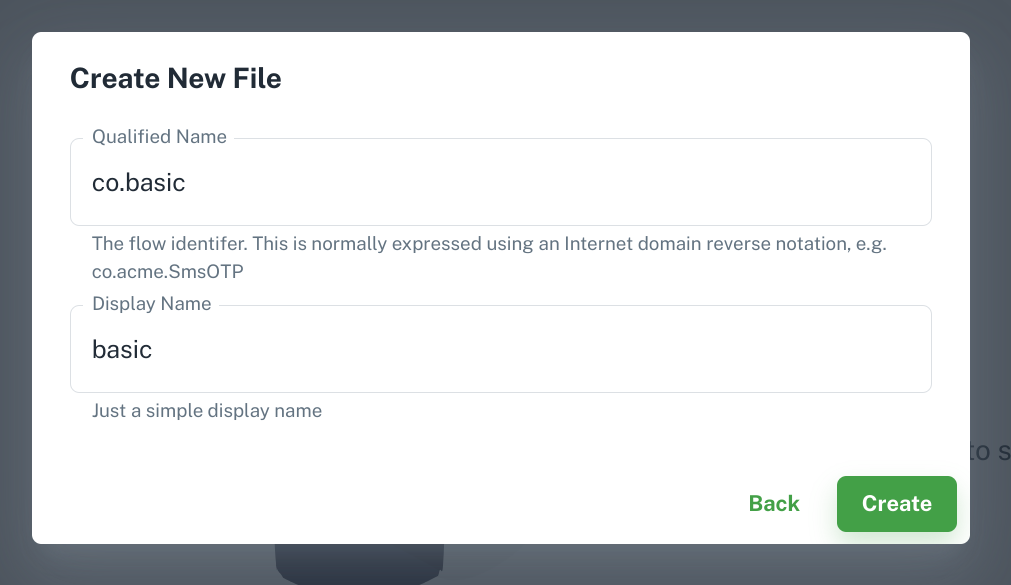 Create New File
Qualified Name
co.basic
The flow identifer. This is normally expressed using an Internet domain reverse notation, e.g.
co.acme.SmsOTP
Display Name
basic
Just a simple display name
to s
Back
Create